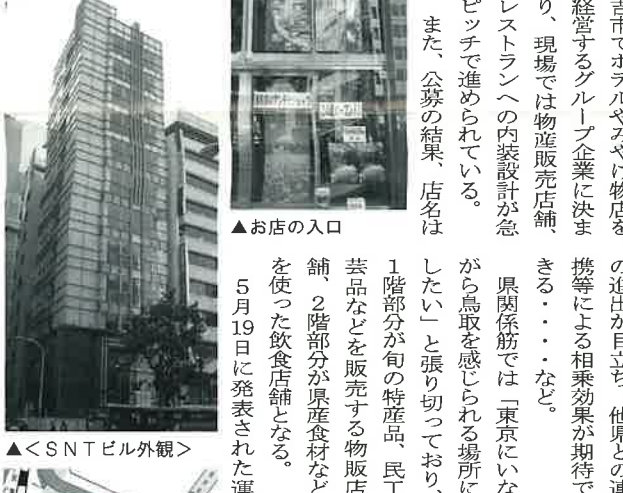 吉市でホテルやみやげ物店を
経営するグループ企業に決ま
り、現場では物産販売店舗、
レストランへの内装設計が急
ピッチで進められている。
また、公募の結果、店名は
▲お店の入口
の進出が目立ち、他県との連
携等による相乗効果が期待で
きる・・・・など。
県関係筋では「東京にいな
がら鳥取を感じられる場所に
したい」と張り切っており、
1階部分が旬の特産品、民工
芸品などを販売する物販店
舗、2階部分が県産食材など
を使った飲食店舗となる。
5月19日に発表された運
▲<SNTビル外観>